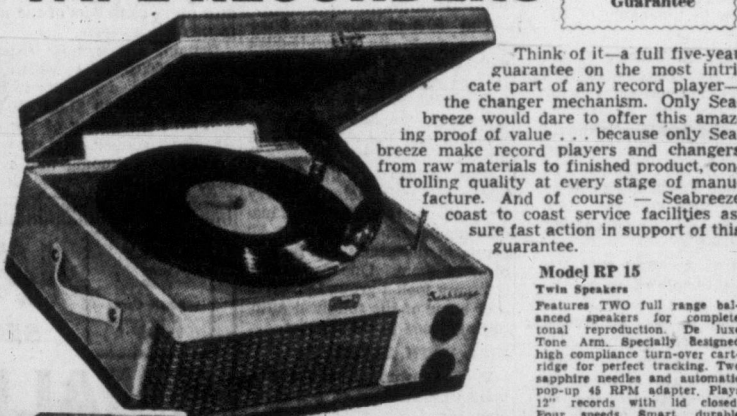 TAPE RECORDERS
Guarantee
Think of it—a full five-year
guarantee on the most intri
cate part of any record player—
the changer mechanism. Only Sea
breeze would dare to offer this amaz
ing proof of value . . . because only Sea
breeze make record players and changers
from raw materials to finished product, con
trolling quality at every stage of manu
facture. And of course — Seabreeze
coast to coast service facilities as
sure fast action in support of this
guarantee.
Model RP 15
Twin Speakers
Features TWO full range bal-
anced speakers for complete
tonal reproduction. De luxe
Tone Arm. Specially designed
high compliance turn-over cart-
ridge for perfect tracking. Two
sapphire needles and automatic
pop-up 45 RPM adapter. Plays
12" records with lid closed.
Four speeds. Smart durable
Seabreeze